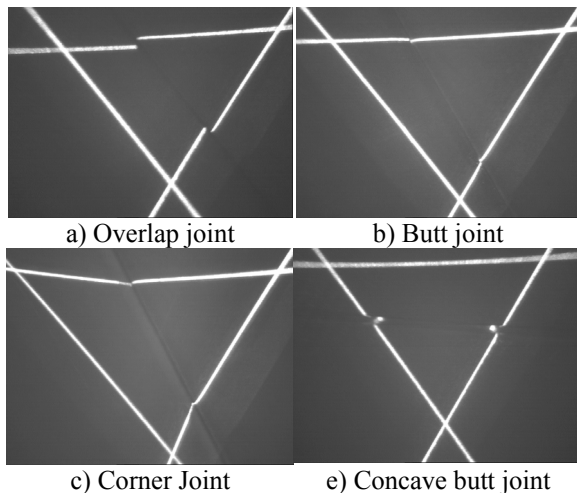 a) Overlap joint
b) Butt joint
c) Corner Joint
e) Concave butt joint